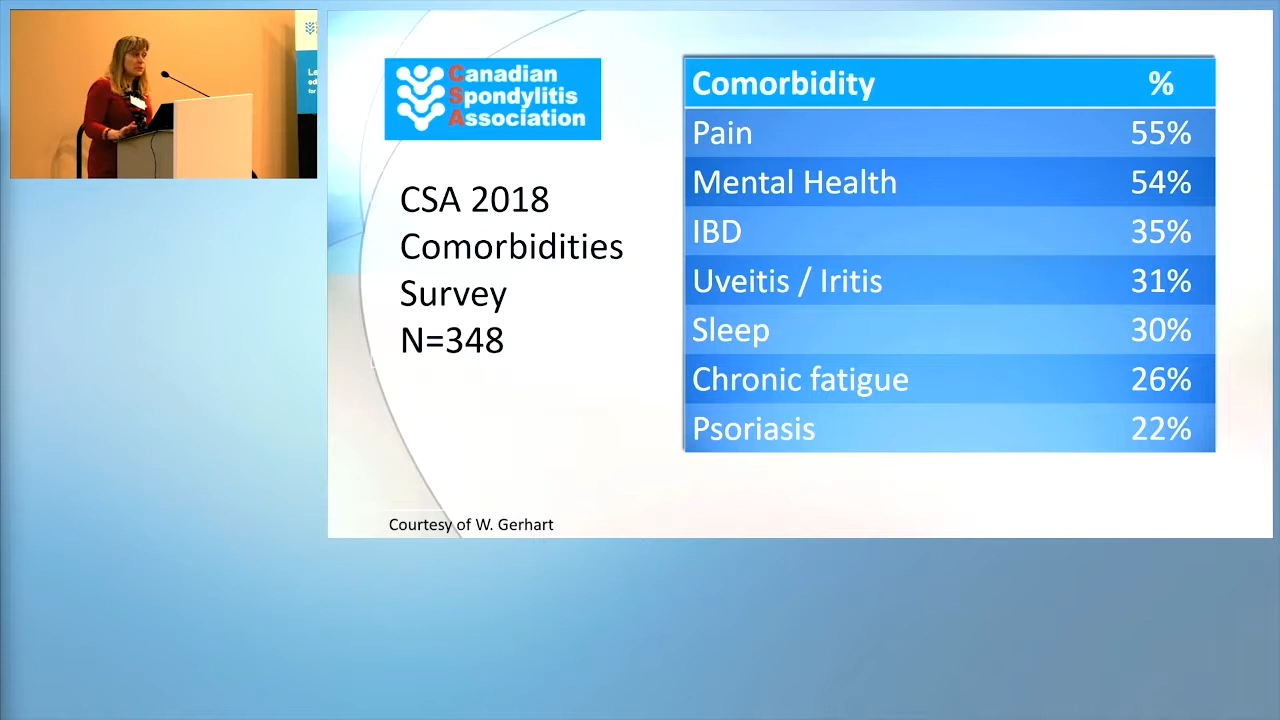 Canadian
Spondylitis
Association
CSA 2018
Comorbidities
Survey
N=348
Comorbidity %
Pain 55%
Mental Health 54%
IBD 35%
Uveitis / Iritis 31%
Sleep 30%
Chronic fatigue 26%
Psoriasis 22%
Courtesy of W. Gerhart